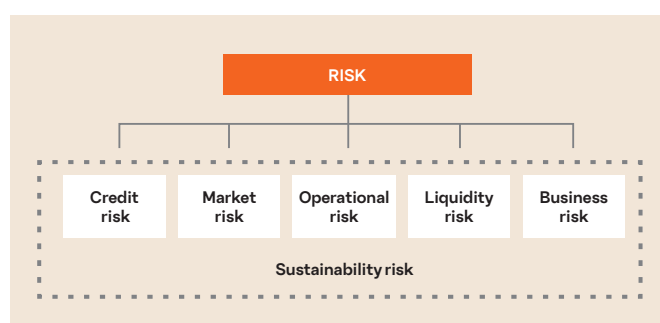 RISK
Credit
risk
Market
risk
Operational
risk
Liquidity
risk
Business
risk
Sustainability risk